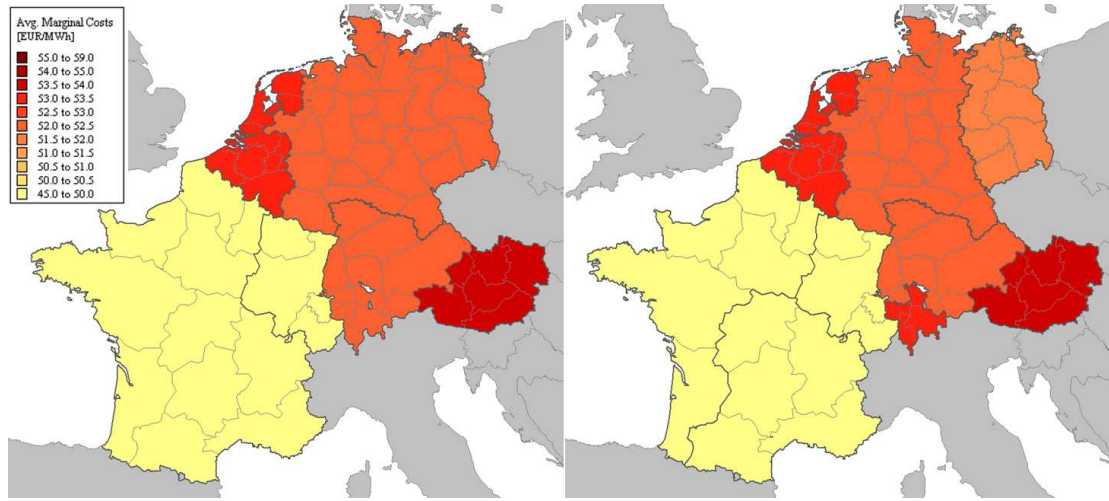 Avg. Marginal Costs
[EUR/MWh]
55.0 to 59.0
54.0 to 55.0
53.5 to 54.0
53.0 to 53.5
52.5 to 53.0
52.0 to 52.5
51.5 to 52.0
51.0 to 51.5
50.5 to 51.0
50.0 to 50.5
45.0 to 50.0